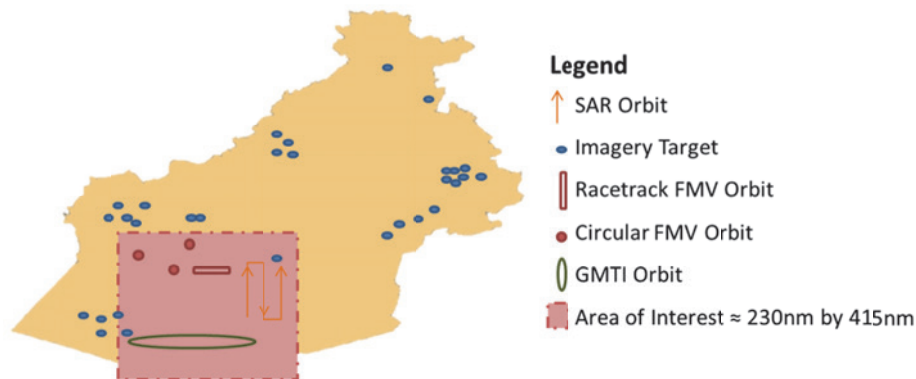 Legend
SAR Orbit
Imagery Target
Racetrack FMV Orbit
Circular FMV Orbit
GMTI Orbit
Area of Interest ≈ 230nm by 415nm